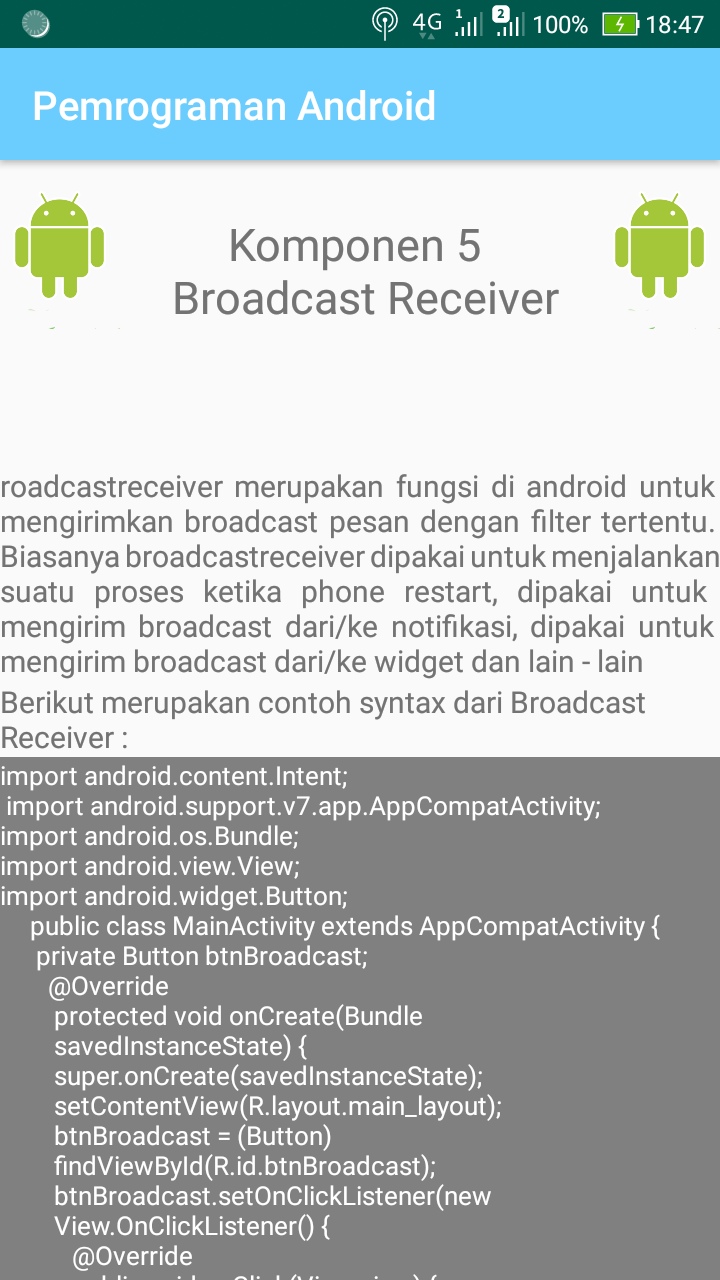 4G 1 2 100% 18:47
Pemrograman Android
Komponen 5
Broadcast Receiver
roadcastreceiver merupakan fungsi di android untuk
mengirimkan broadcast pesan dengan filter tertentu.
Biasanya broadcastreceiver dipakai untuk menjalankan
suatu proses ketika phone restart, dipakai untuk
mengirim broadcast dari/ke notifikasi, dipakai untuk
mengirim broadcast dari/ke widget dan lain - lain
Berikut merupakan contoh syntax dari Broadcast
Receiver :
import android.content.Intent;
import android.support.v7.app.AppCompatActivity;
import android.os.Bundle;
import android.view.View;
import android.widget.Button;
public class MainActivity extends AppCompatActivity {
private Button btnBroadcast;
@Override
protected void onCreate(Bundle
savedInstanceState) {
super.onCreate(savedInstanceState);
setContentView(R.layout.main_layout);
btnBroadcast = (Button)
findViewById(R.id.btnBroadcast);
btnBroadcast.setOnClickListener(new
View.OnClickListener() {
@Override